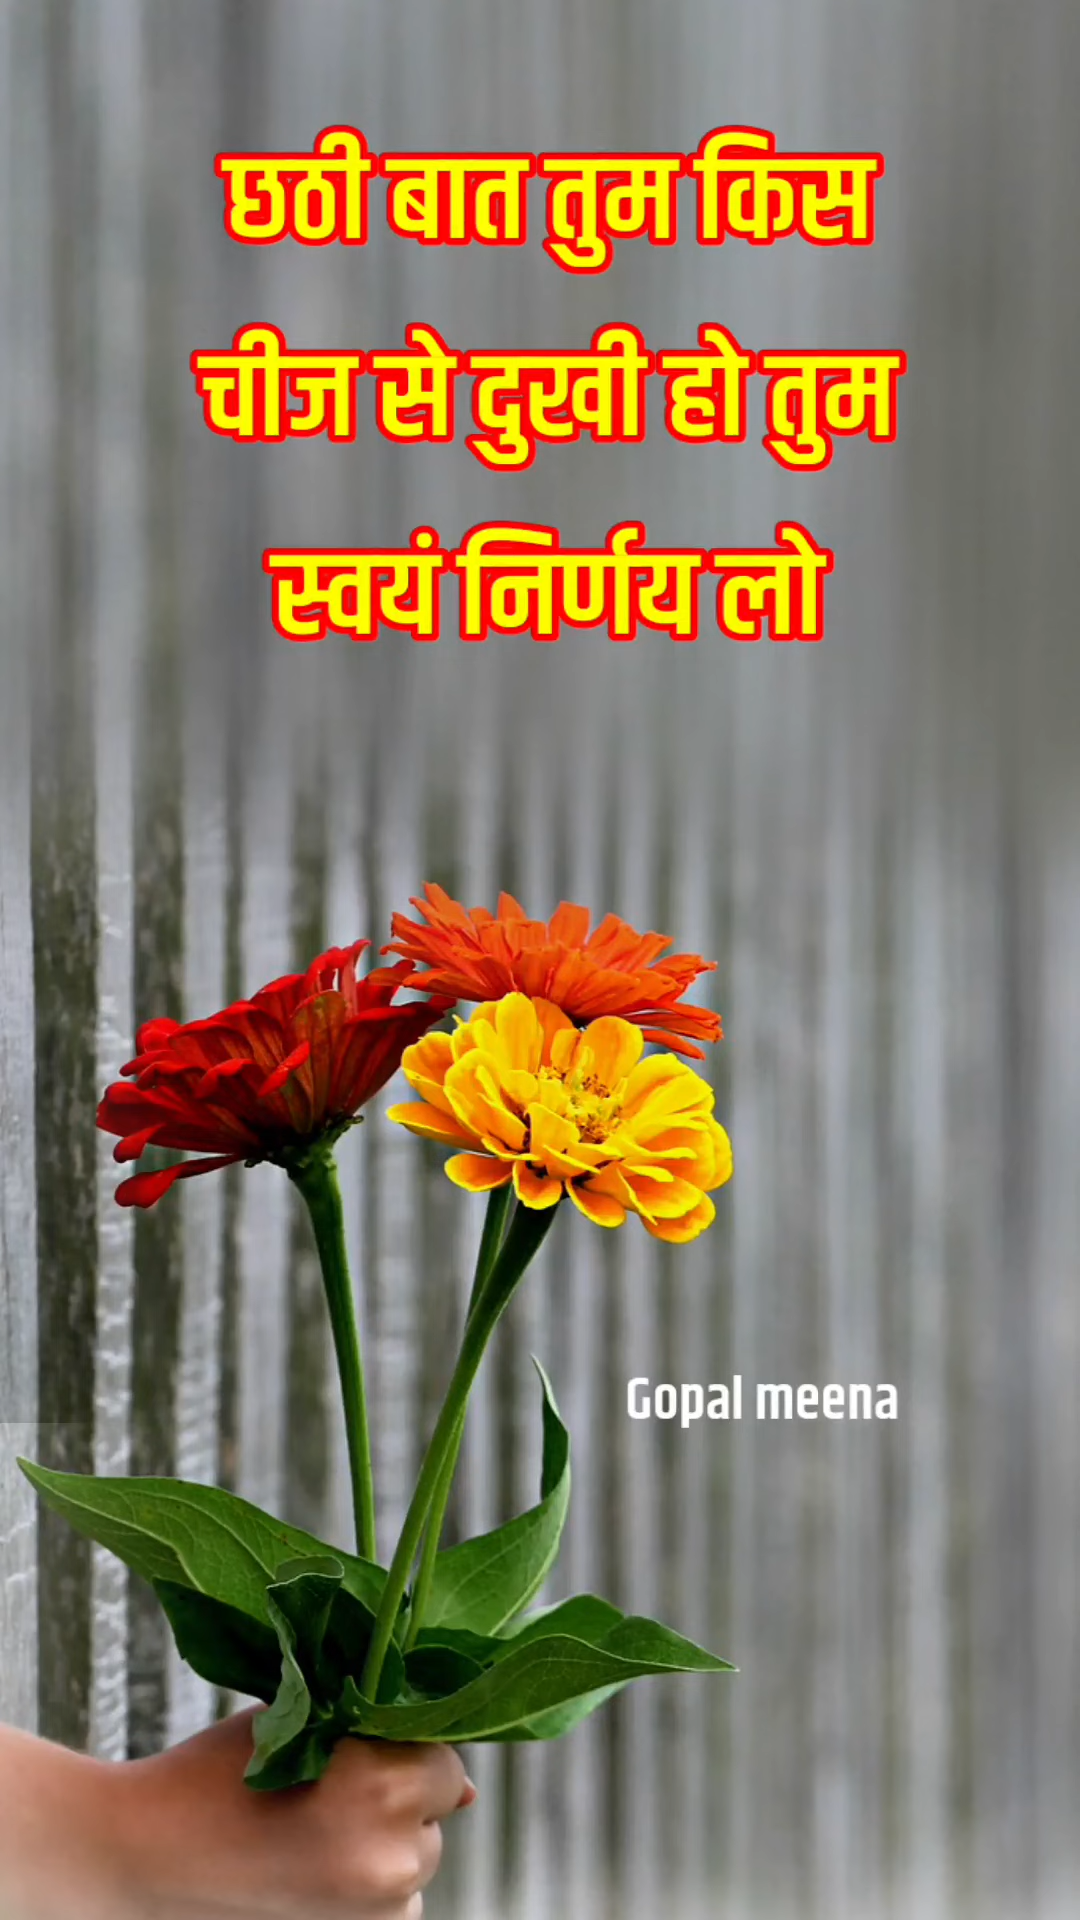 छठी बात तुम किस
चीज से दुखी हो तुम
स्वयं निर्णय लो
Gopal meena